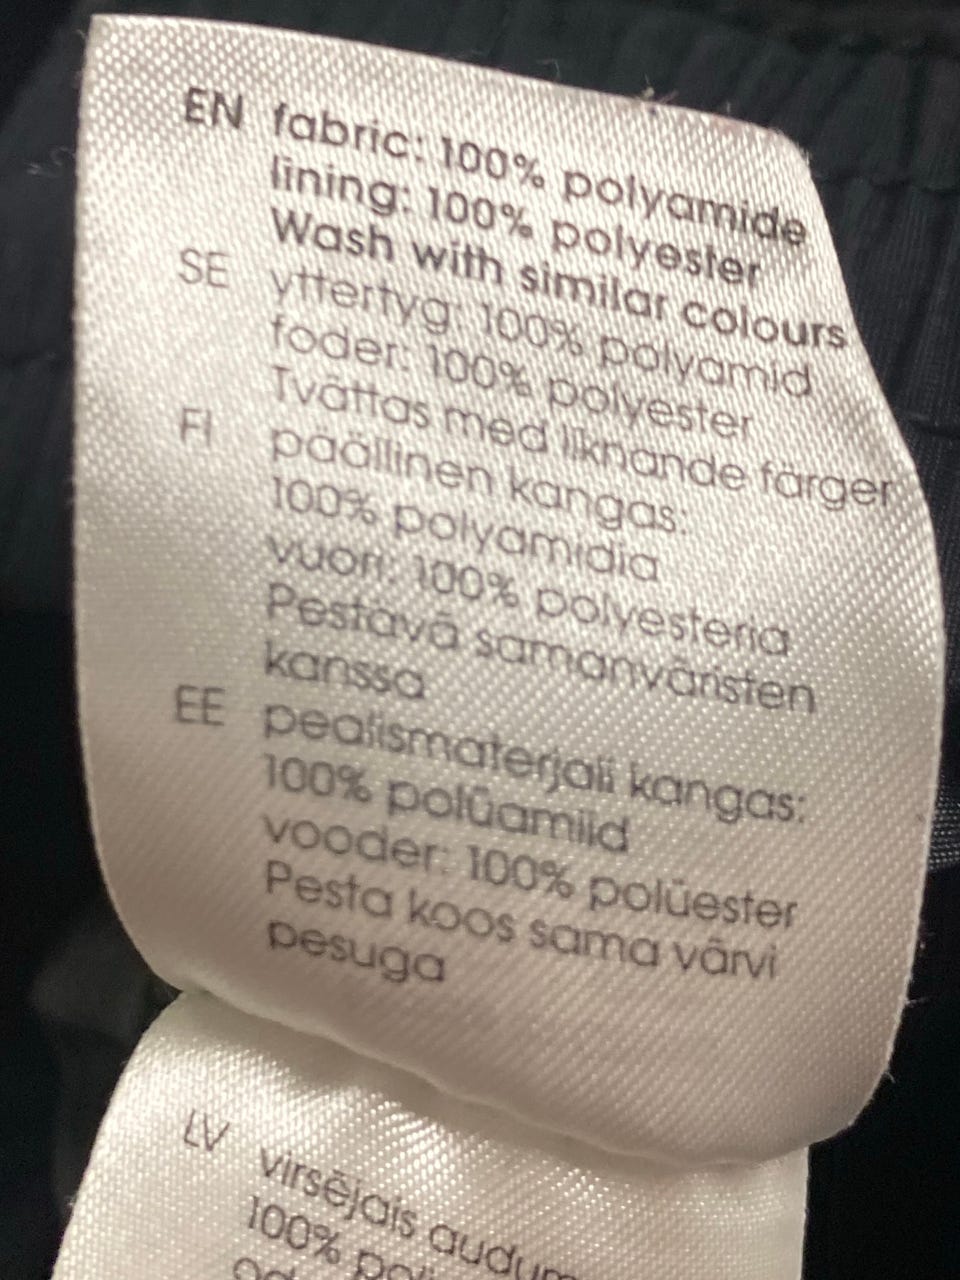 EN fabric: 100% polyamide
lining: 100% polyester
Wash with similar colours
SE yttertyg: 100% polyamid
foder: 100% polyester
Tvättas med liknande färger
FI päällinen kangas:
100% polyamidia
vuori: 100% polyesteria
Pestävä samanväristen
kanssa
EE pealismaterjali kangas:
100% polüamiid
vooder: 100% polüester
Pesta koos sama värvi
pesuga
LV virsējais
100%